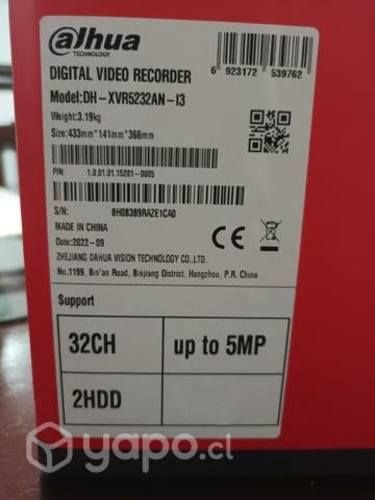 alhua
TECHNOLOGY
DIGITAL VIDEO RECORDER
Model:DH-XVR5232AN-I3
Weight:3.19kg
Size:433mm*141mm*366mm
6 923172 539762
P/N: 1.0.01.01.15201-0005
S/N: 8H08389RAZE1CA0
MADE IN CHINA
Date:2022-09
CE
ZHEJIANG DAHUA VISION TECHNOLOGY CO.,LTD.
No.1199, Bin'an Road, Binjiang District, Hangzhou, P.R. China
Support
32CH up to 5MP
2HDD
yapo.cl